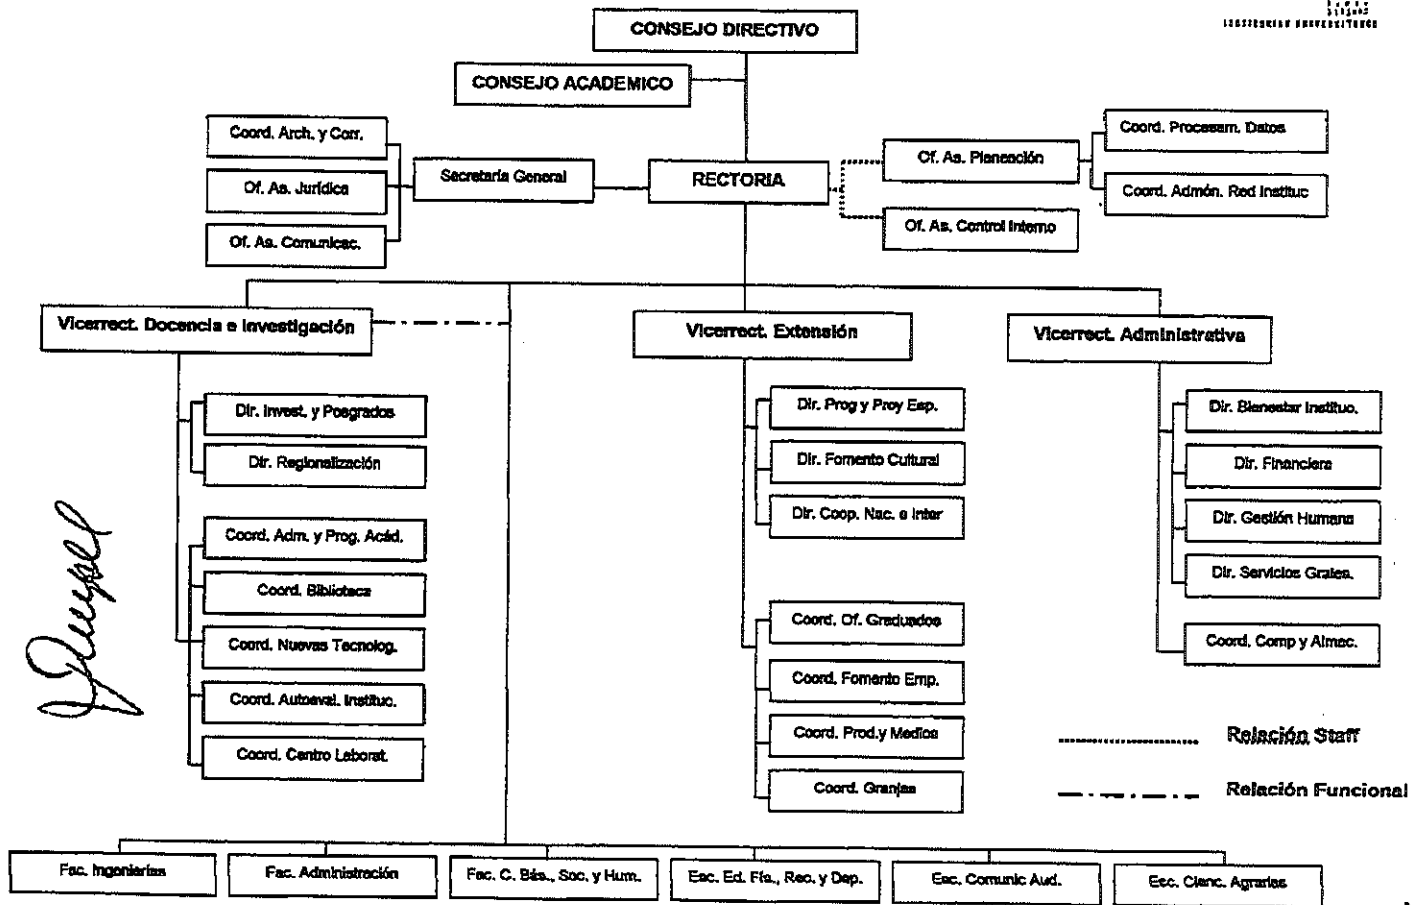 CONSEJO DIRECTIVO
CONSEJO ACADEMICO
Coord. Arch. y Corr.
Of. As. Jurídica
Of. As. Comunicac.
Secretaría General
RECTORIA
Of. As. Planeación
Of. As. Control Interno
Coord. Procesam. Datos
Coord. Admón. Red Instituc
Vicerrect. Docencia e Investigación
Vicerrect. Extensión
Vicerrect. Administrativa
Dir. Invest. y Posgrados
Dir. Regionalización
Coord. Adm. y Prog. Acád.
Coord. Biblioteca
Coord. Nuevas Tecnolog.
Coord. Autoeval. Instituc.
Coord. Centro Laborat.
Dir. Prog y Proy Esp.
Dir. Fomento Cultural
Dir. Coop. Nac. e Inter
Coord. Of. Graduados
Coord. Fomento Emp.
Coord. Prod.y Medios
Coord. Granjas
Dir. Bienestar Instituo.
Dir. Financiera
Dir. Gestión Humana
Dir. Servicios Grales.
Coord. Comp y Almac.
Relación Staff
Relación Funcional
Fac. Ingenierías
Fac. Administración
Fac. C. Bás., Soc. y Hum.
Esc. Ed. Fís., Rec. y Dep.
Esc. Comunic Aud.
Esc. Cienc. Agrarias